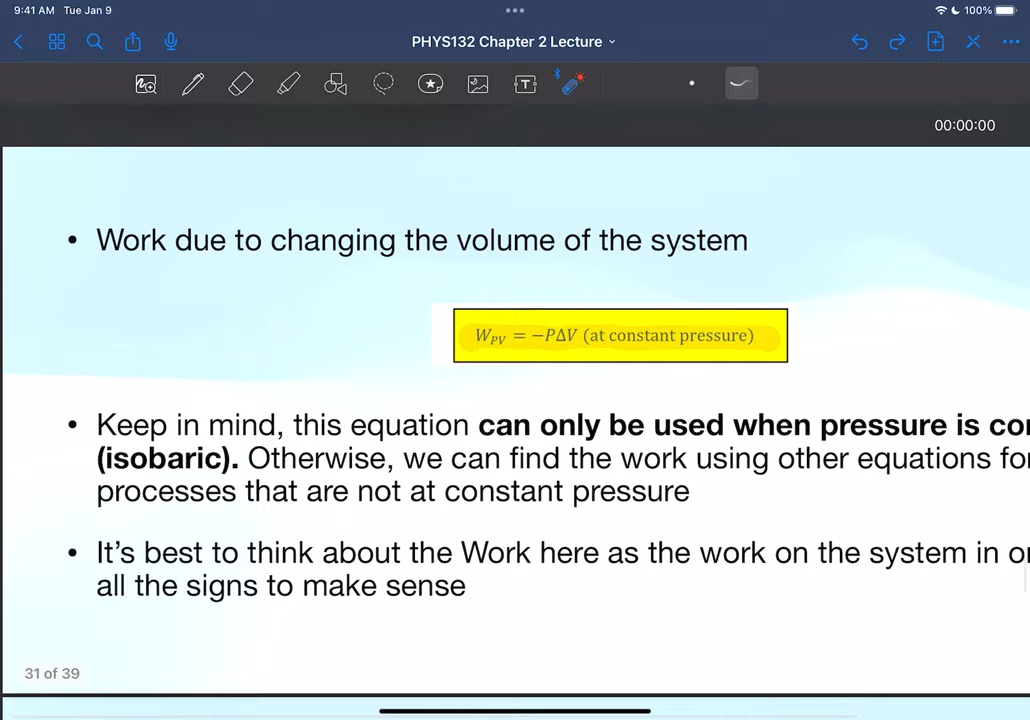 9:41 AM Tue Jan 9
100%
PHYS132 Chapter 2 Lecture
T
00:00:00
• Work due to changing the volume of the system
W_PV = −PΔV (at constant pressure)
• Keep in mind, this equation can only be used when pressure is
(isobaric). Otherwise, we can find the work using other equations
processes that are not at constant pressure
• It's best to think about the Work here as the work on the system in
all the signs to make sense
31 of 39